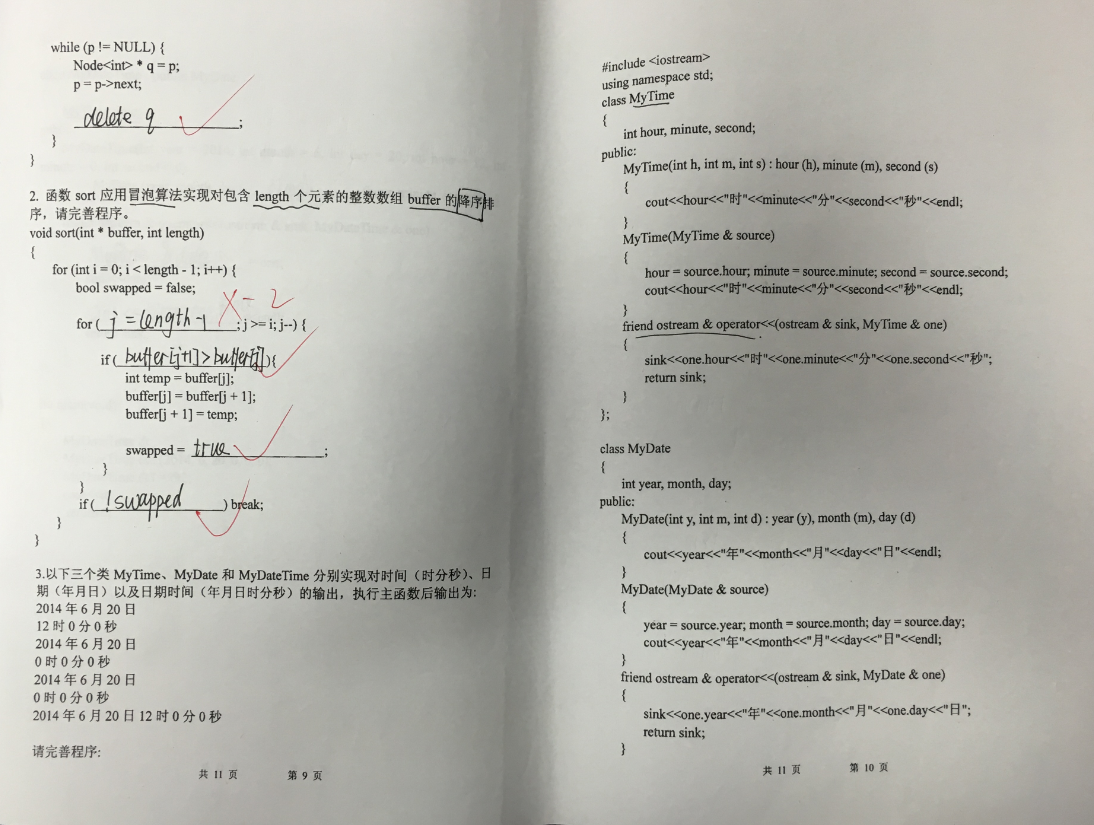 while (p != NULL) {
Node<int> * q = p;
p = p->next;
delete q;
}
}
2. 函数 sort 应用冒泡算法实现对包含 length 个元素的整数数组 buffer 的降序排
序，请完善程序。
void sort(int * buffer, int length)
{
for (int i = 0; i < length - 1; i++) {
bool swapped = false;
X - 2
for ( j = length - 1 ; j >= i; j--) {
if ( buffer[j+1] > buffer[j] ){
int temp = buffer[j];
buffer[j] = buffer[j + 1];
buffer[j + 1] = temp;
swapped = true ;
}
}
if ( !swapped ) break;
}
}
3.以下三个类 MyTime、MyDate 和 MyDateTime 分别实现对时间（时分秒）、日
期（年月日）以及日期时间（年月日时分秒）的输出，执行主函数后输出为:
2014 年 6 月 20 日
12 时 0 分 0 秒
2014 年 6 月 20 日
0 时 0 分 0 秒
2014 年 6 月 20 日
0 时 0 分 0 秒
2014 年 6 月 20 日 12 时 0 分 0 秒
请完善程序:
共 11 页 第 9 页
#include <iostream>
using namespace std;
class MyTime
{
int hour, minute, second;
public:
MyTime(int h, int m, int s) : hour (h), minute (m), second (s)
{
cout<<hour<<"时"<<minute<<"分"<<second<<"秒"<<endl;
}
MyTime(MyTime & source)
{
hour = source.hour; minute = source.minute; second = source.second;
cout<<hour<<"时"<<minute<<"分"<<second<<"秒"<<endl;
}
friend ostream & operator<<(ostream & sink, MyTime & one)
{
sink<<one.hour<<"时"<<one.minute<<"分"<<one.second<<"秒";
return sink;
}
};
class MyDate
{
int year, month, day;
public:
MyDate(int y, int m, int d) : year (y), month (m), day (d)
{
cout<<year<<"年"<<month<<"月"<<day<<"日"<<endl;
}
MyDate(MyDate & source)
{
year = source.year; month = source.month; day = source.day;
cout<<year<<"年"<<month<<"月"<<day<<"日"<<endl;
}
friend ostream & operator<<(ostream & sink, MyDate & one)
{
sink<<one.year<<"年"<<one.month<<"月"<<one.day<<"日";
return sink;
}
共 11 页 第 10 页